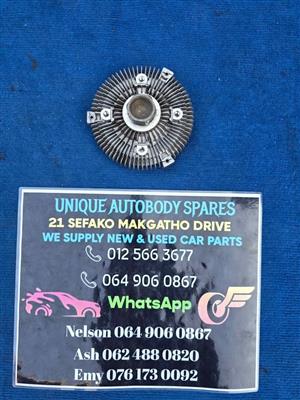 UNIQUE AUTOBODY SPARES
21 SEFAKO MAKGATHO DRIVE
WE SUPPLY NEW & USED CAR PARTS
012 566 3677
064 906 0867
WhatsApp
Nelson 064 906 0867
Ash 062 488 0820
Emy 076 173 0092